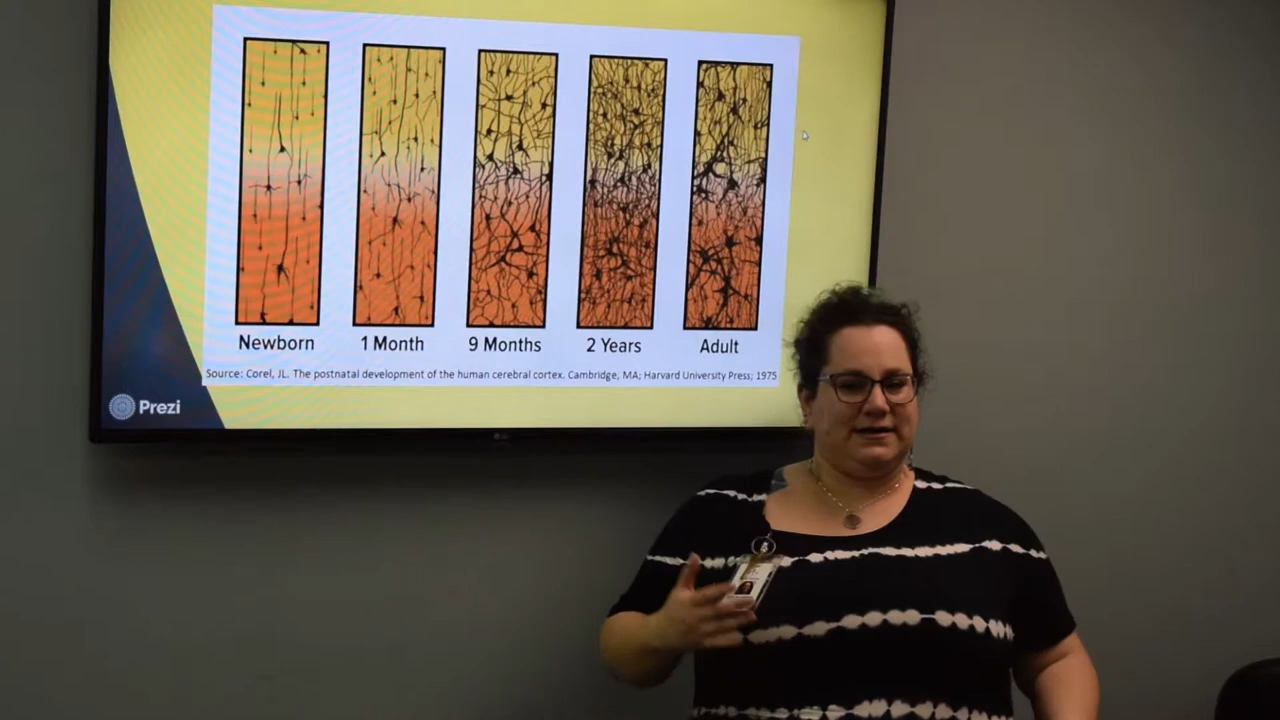 Newborn
1 Month
9 Months
2 Years
Adult
Source: Corel, JL. The postnatal development of the human cerebral cortex. Cambridge, MA; Harvard University Press; 1975
Prezi